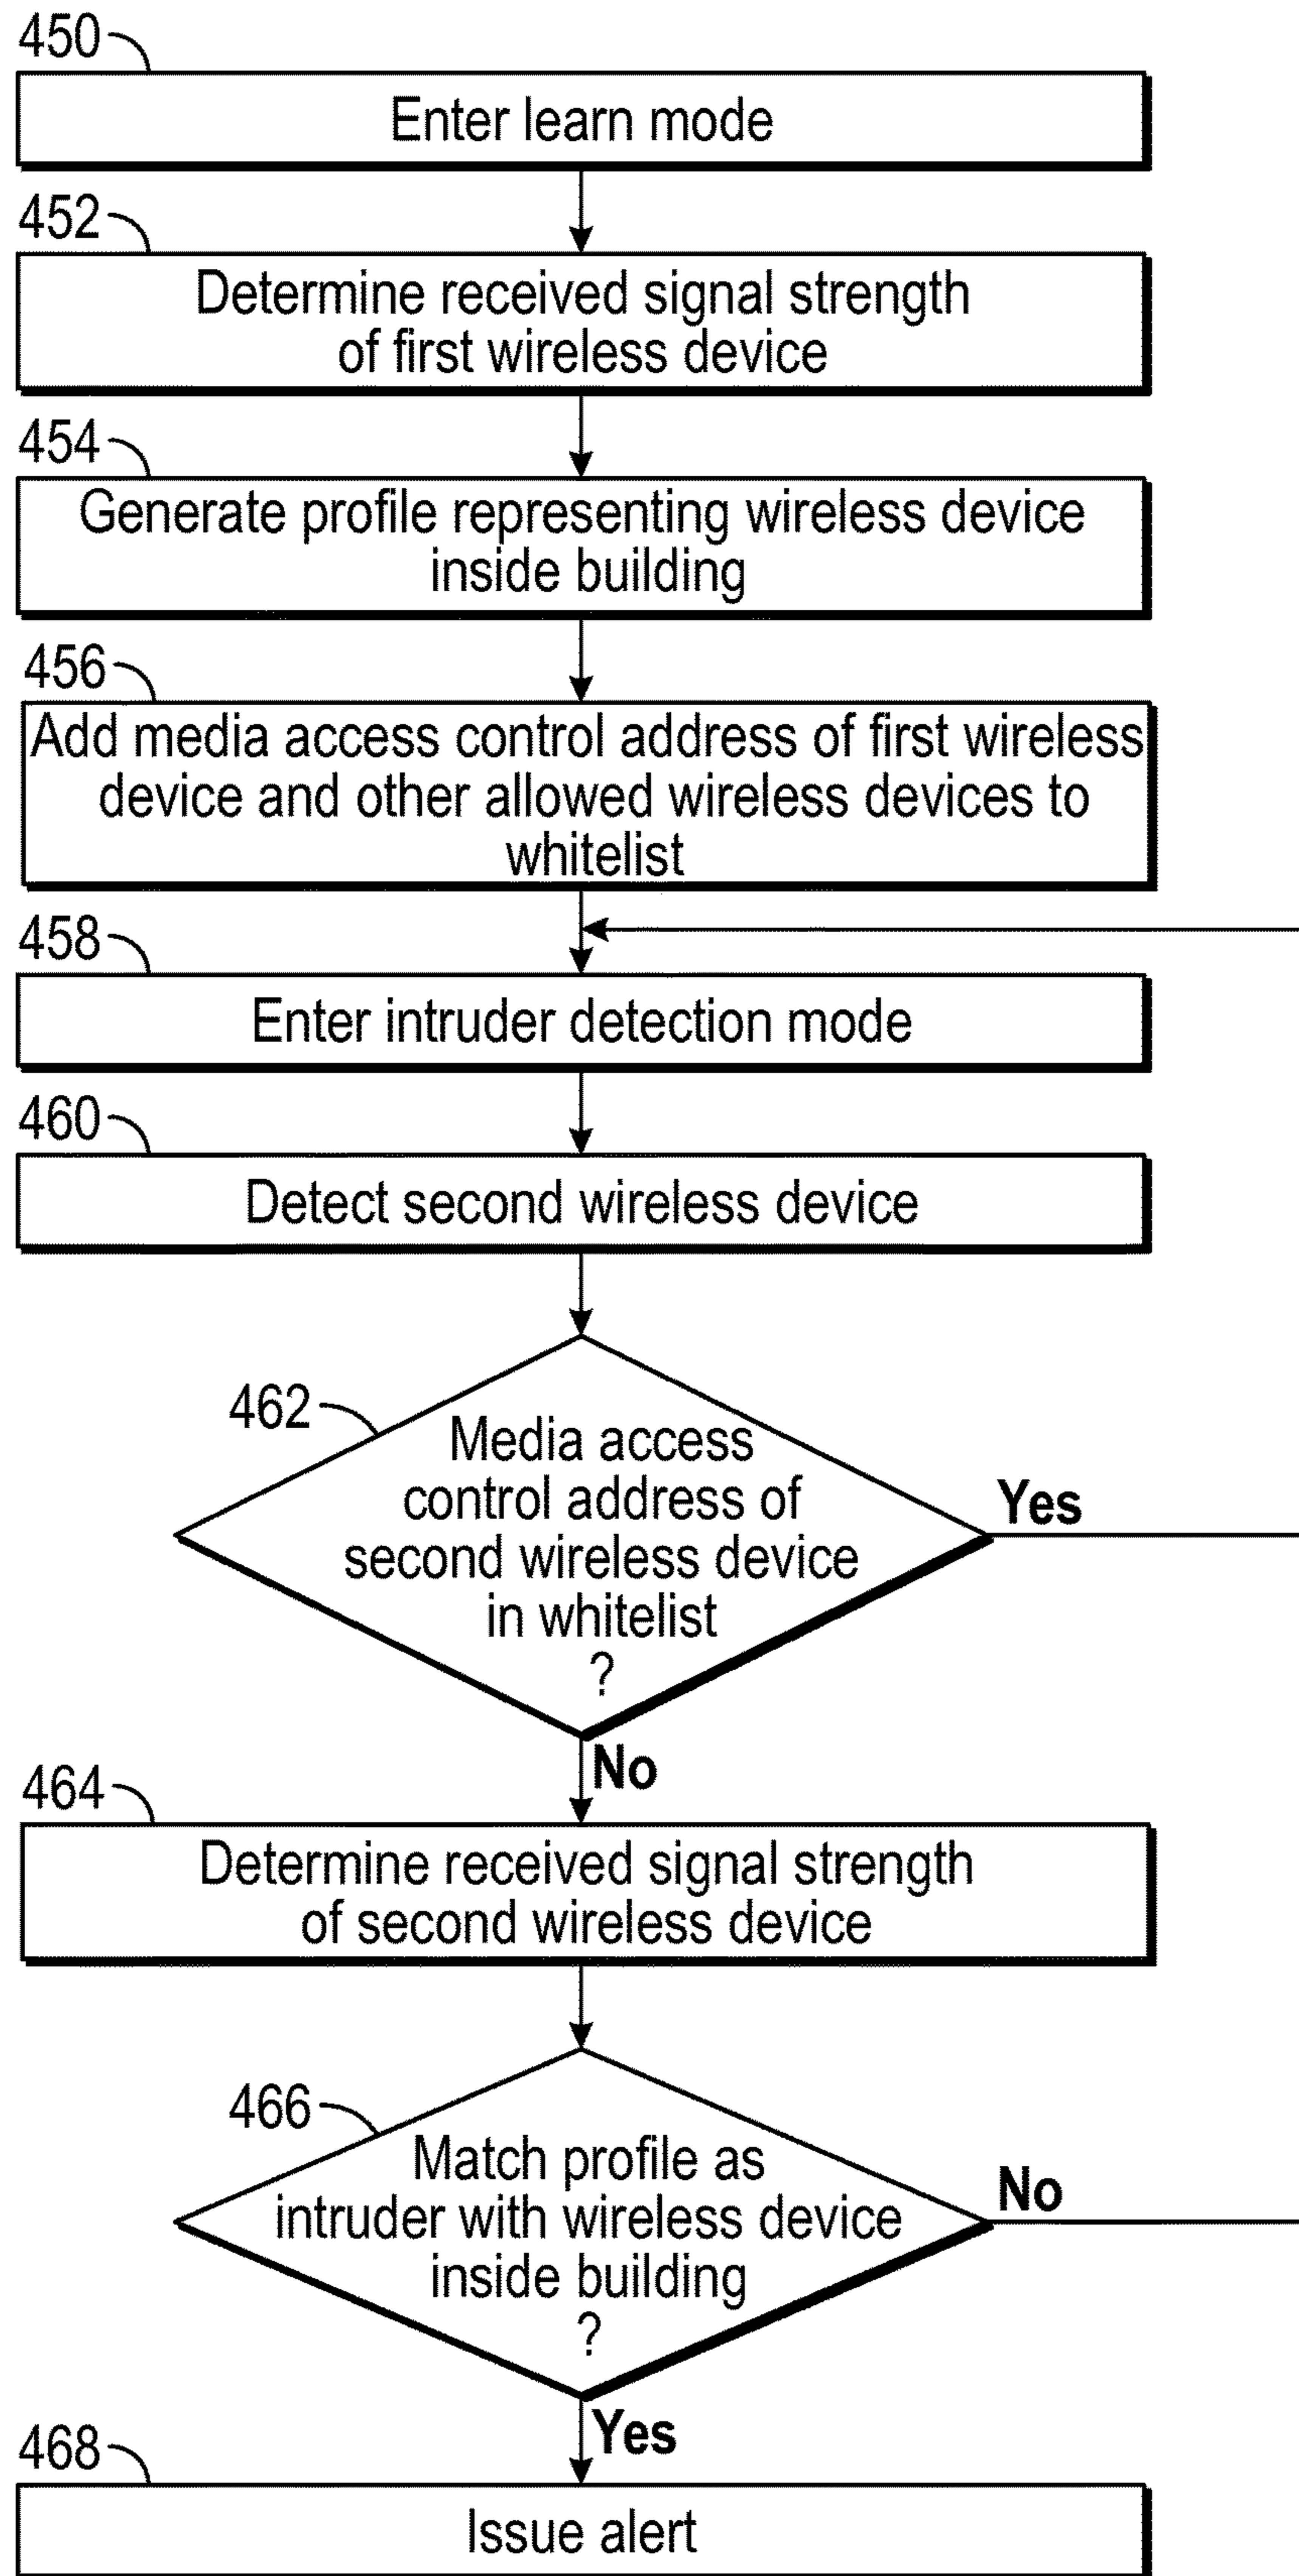 450
Enter learn mode
452
Determine received signal strength
of first wireless device
454
Generate profile representing wireless device
inside building
456
Add media access control address of first wireless
device and other allowed wireless devices to
whitelist
458
Enter intruder detection mode
460
Detect second wireless device
462
Media access
control address of
second wireless device
in whitelist
?
Yes
No
464
Determine received signal strength
of second wireless device
466
Match profile as
intruder with wireless device
inside building
?
No
Yes
468
Issue alert